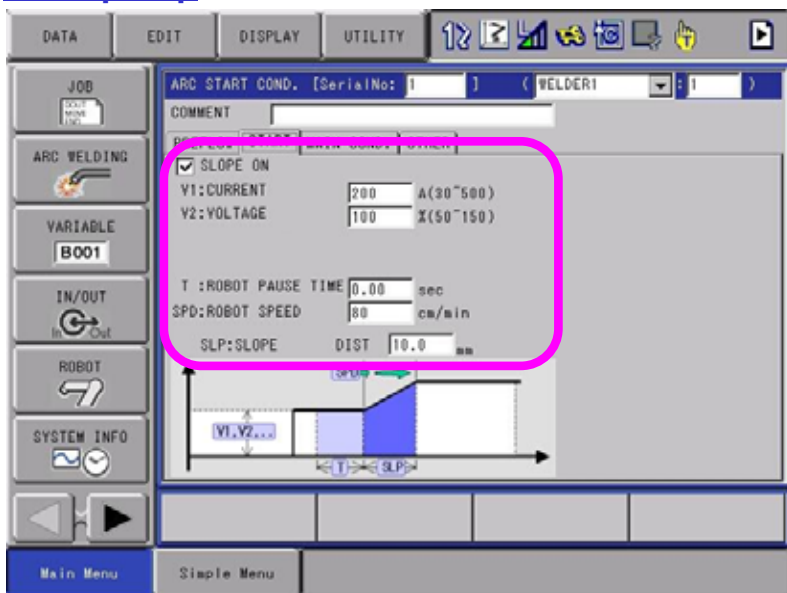 DATA EDIT DISPLAY UTILITY
JOB
ARC WELDING
VARIABLE
B001
IN/OUT
In Out
ROBOT
SYSTEM INFO
ARC START COND. [SerialNo: 1 ] ( WELDER1 : 1 )
COMMENT
SLOPE ON
V1:CURRENT 200 A(30~500)
V2:VOLTAGE 100 %(50~150)
T :ROBOT PAUSE TIME 0.00 sec
SPD:ROBOT SPEED 80 cm/min
SLP:SLOPE DIST 10.0 mm
SPD
V1,V2,...
T SLP
Main Menu Simple Menu